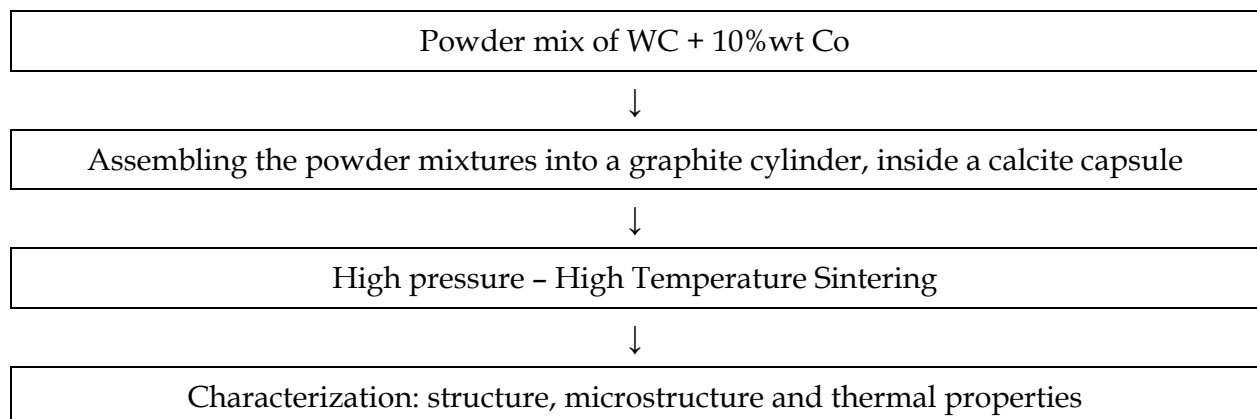 Powder mix of WC + 10%wt Co
↓
Assembling the powder mixtures into a graphite cylinder, inside a calcite capsule
↓
High pressure – High Temperature Sintering
↓
Characterization: structure, microstructure and thermal properties